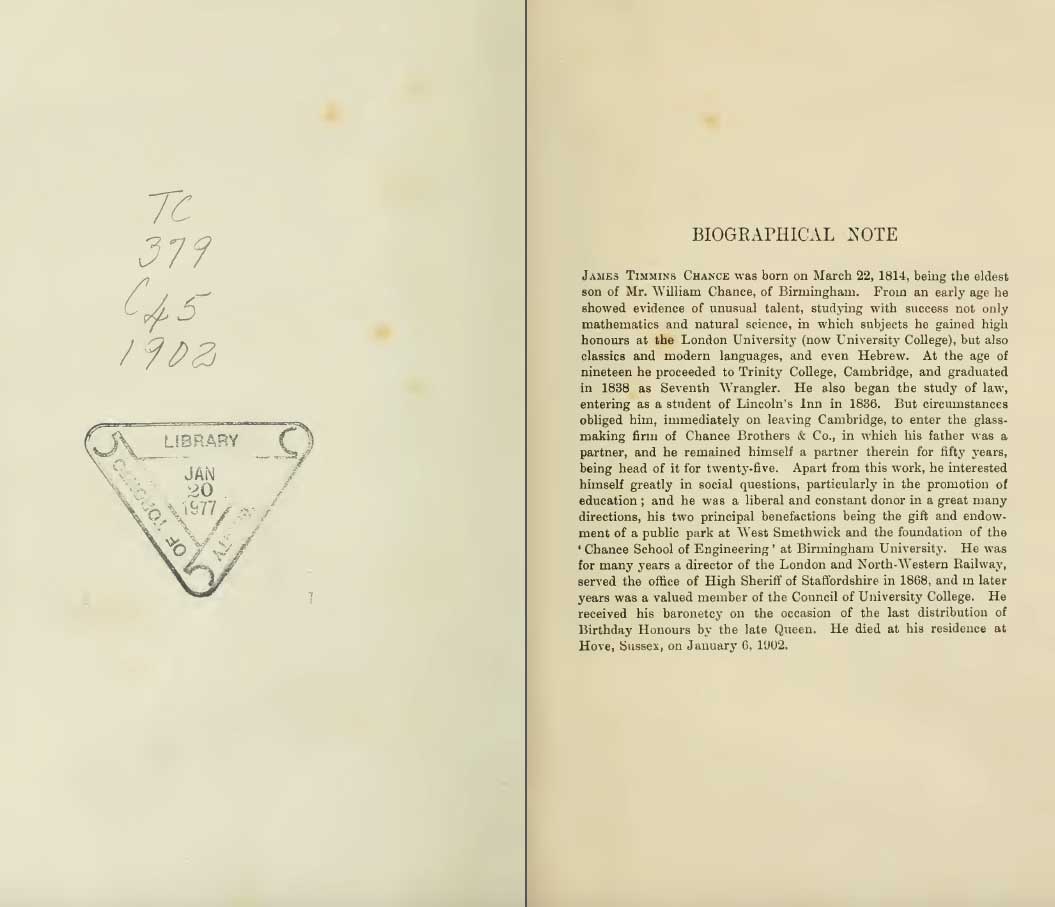 TC
379
C45
1902
LIBRARY
JAN
20
1977
OF TORONTO
BIOGRAPHICAL NOTE
JAMES TIMMINS CHANCE was born on March 22, 1814, being the eldest
son of Mr. William Chance, of Birmingham. From an early age he
showed evidence of unusual talent, studying with success not only
mathematics and natural science, in which subjects he gained high
honours at the London University (now University College), but also
classics and modern languages, and even Hebrew. At the age of
nineteen he proceeded to Trinity College, Cambridge, and graduated
in 1838 as Seventh Wrangler. He also began the study of law,
entering as a student of Lincoln's Inn in 1836. But circumstances
obliged him, immediately on leaving Cambridge, to enter the glass-
making firm of Chance Brothers & Co., in which his father was a
partner, and he remained himself a partner therein for fifty years,
being head of it for twenty-five. Apart from this work, he interested
himself greatly in social questions, particularly in the promotion of
education; and he was a liberal and constant donor in a great many
directions, his two principal benefactions being the gift and endow-
ment of a public park at West Smethwick and the foundation of the
'Chance School of Engineering' at Birmingham University. He was
for many years a director of the London and North-Western Railway,
served the office of High Sheriff of Staffordshire in 1868, and in later
years was a valued member of the Council of University College. He
received his baronetcy on the occasion of the last distribution of
Birthday Honours by the late Queen. He died at his residence at
Hove, Sussex, on January 6, 1902.